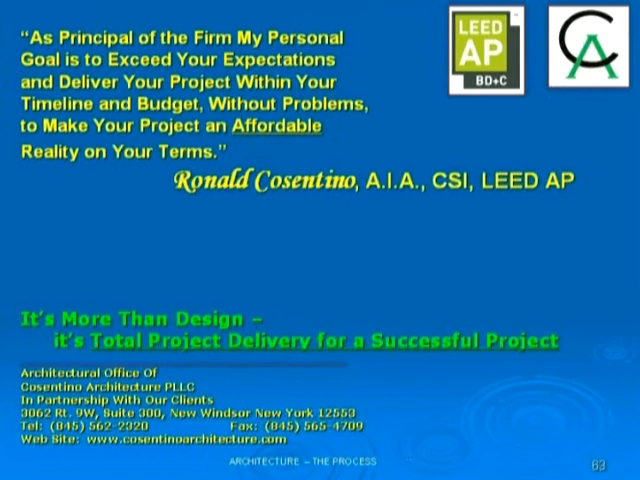 “As Principal of the Firm My Personal
Goal is to Exceed Your Expectations
and Deliver Your Project Within Your
Timeline and Budget, Without Problems,
to Make Your Project an Affordable
Reality on Your Terms.”
Ronald Cosentino, A.I.A., CSI, LEED AP
LEED
AP
BD+C
CA
It's More Than Design –
it's Total Project Delivery for a Successful Project
Architectural Office Of
Cosentino Architecture PLLC
In Partnership With Our Clients
3062 Rt. 9W, Suite 300, New Windsor New York 12553
Tel: (845) 562-2320 Fax: (845) 565-4709
Web Site: www.cosentinoarchitecture.com
ARCHITECTURE – THE PROCESS
63